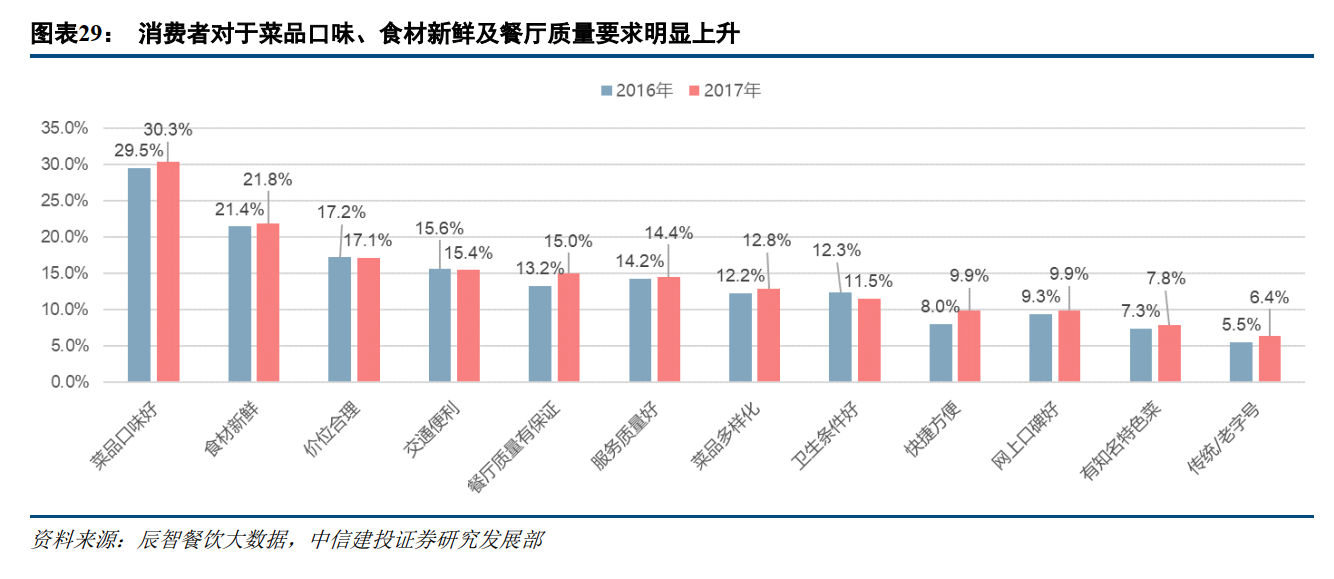 图表29： 消费者对于菜品口味、食材新鲜及餐厅质量要求明显上升
2016年 2017年
35.0%
30.0%
25.0%
20.0%
15.0%
10.0%
5.0%
0.0%
29.5% 30.3%
21.4% 21.8%
17.2% 17.1%
15.6% 15.4%
13.2% 15.0%
14.2% 14.4%
12.2% 12.8%
12.3% 11.5%
8.0% 9.9%
9.3% 9.9%
7.3% 7.8%
5.5% 6.4%
菜品口味好
食材新鲜
价位合理
交通便利
餐厅质量有保证
服务质量好
菜品多样化
卫生条件好
快捷方便
网上口碑好
有知名特色菜
传统/老字号
资料来源：辰智餐饮大数据，中信建投证券研究发展部